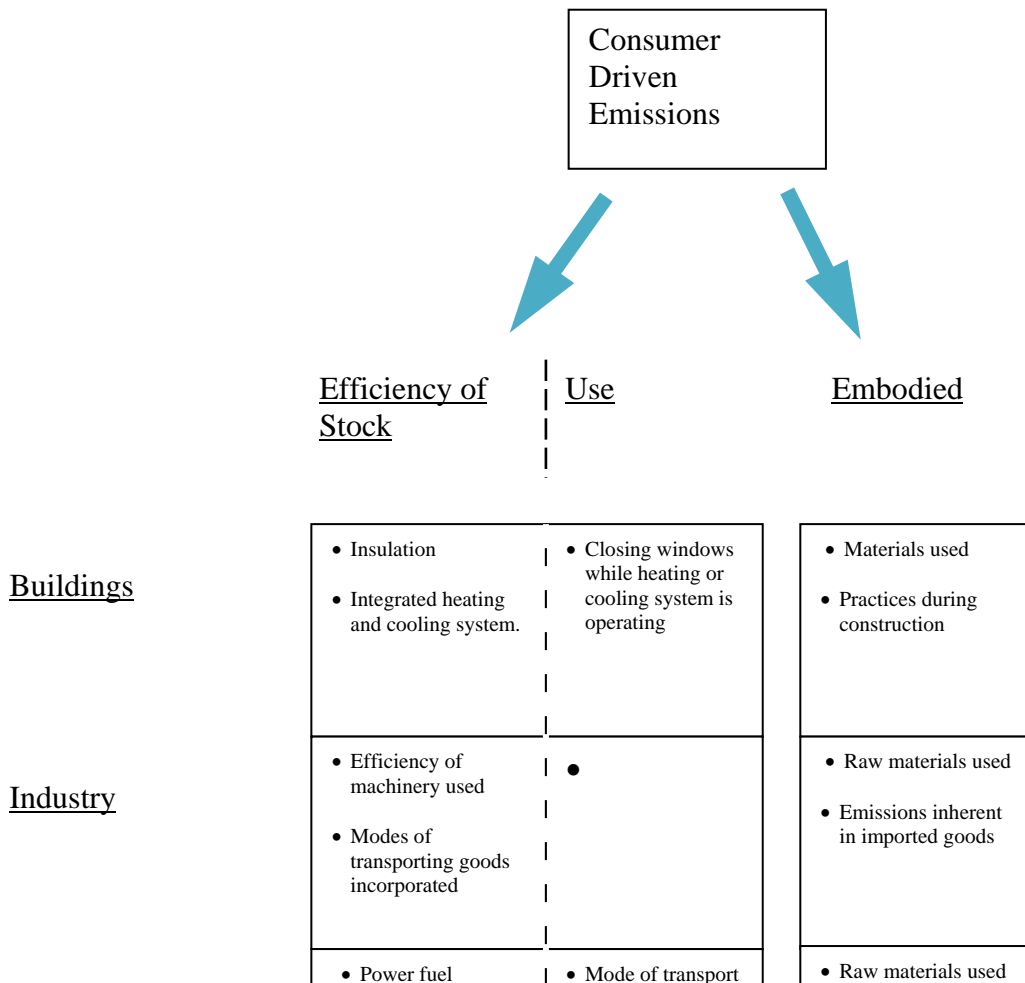 Consumer
Driven
Emissions
Efficiency of
Stock
Use
Embodied
Buildings
• Insulation
• Integrated heating
and cooling system.
• Closing windows
while heating or
cooling system is
operating
• Materials used
• Practices during
construction
Industry
• Efficiency of
machinery used
• Modes of
transporting goods
incorporated
•
• Raw materials used
• Emissions inherent
in imported goods
• Power fuel
• Mode of transport
• Raw materials used